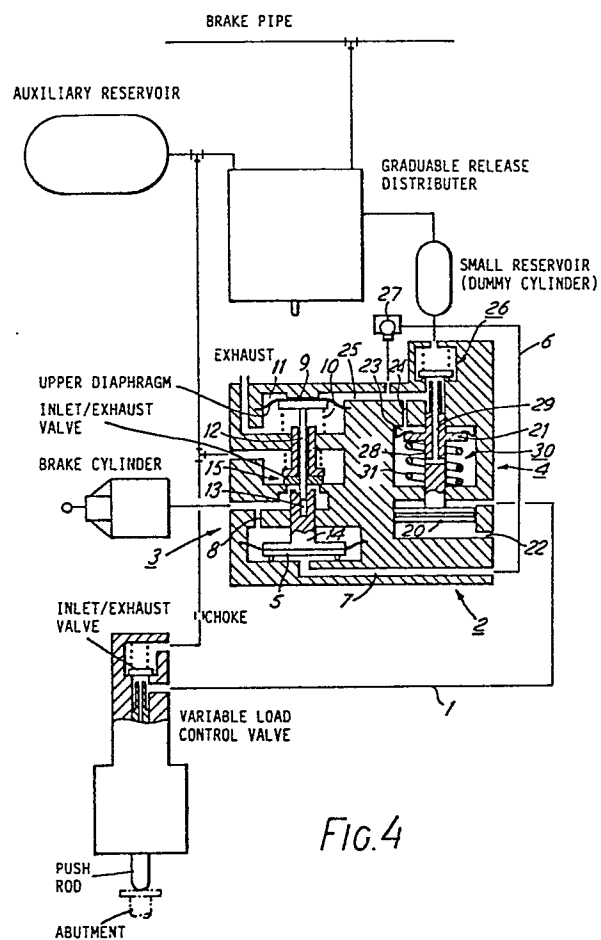 BRAKE PIPE
AUXILIARY RESERVOIR
GRADUABLE RELEASE
DISTRIBUTER
SMALL RESERVOIR
(DUMMY CYLINDER)
27
26
6
EXHAUST
11
9
10
25
23
24
UPPER DIAPHRAGM
INLET/EXHAUST
VALVE
12
29
21
28
30
BRAKE CYLINDER
15
31
4
13
20
14
22
3
8
5
7
2
INLET/EXHAUST
VALVE
CHOKE
1
VARIABLE LOAD
CONTROL VALVE
FIG.4
PUSH
ROD
ABUTMENT